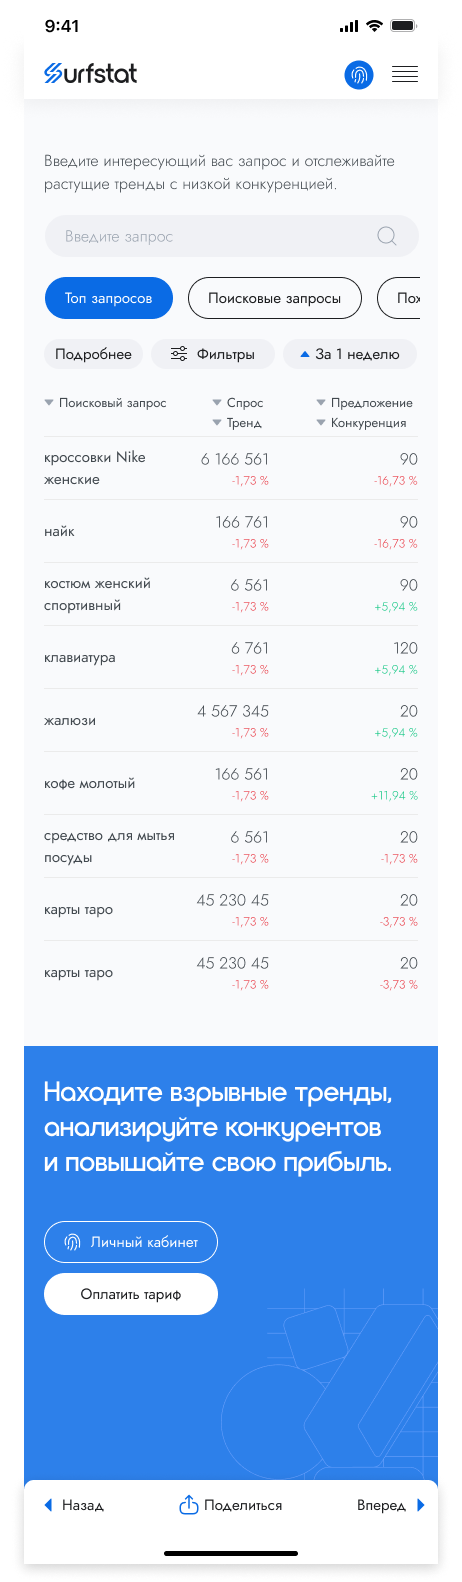 9:41
Surfstat
Введите интересующий вас запрос и отслеживайте
растущие тренды с низкой конкуренцией.
Введите запрос
Топ запросов Поисковые запросы Пох
Подробнее Фильтры За 1 неделю
Поисковый запрос Спрос Предложение
Тренд Конкуренция
кроссовки Nike
женские
6 166 561 90
-1,73 % -16,73 %
найк
166 761 90
-1,73 % -16,73 %
костюм женский
спортивный
6 561 90
-1,73 % +5,94 %
клавиатура
6 761 120
-1,73 % +5,94 %
жалюзи
4 567 345 20
-1,73 % +5,94 %
кофе молотый
166 561 20
-1,73 % +11,94 %
средство для мытья
посуды
6 561 20
-1,73 % -1,73 %
карты таро
45 230 45 20
-1,73 % -3,73 %
карты таро
45 230 45 20
-1,73 % -3,73 %
Находите взрывные тренды,
анализируйте конкурентов
и повышайте свою прибыль.
Личный кабинет
Оплатить тариф
Назад Поделиться Вперед